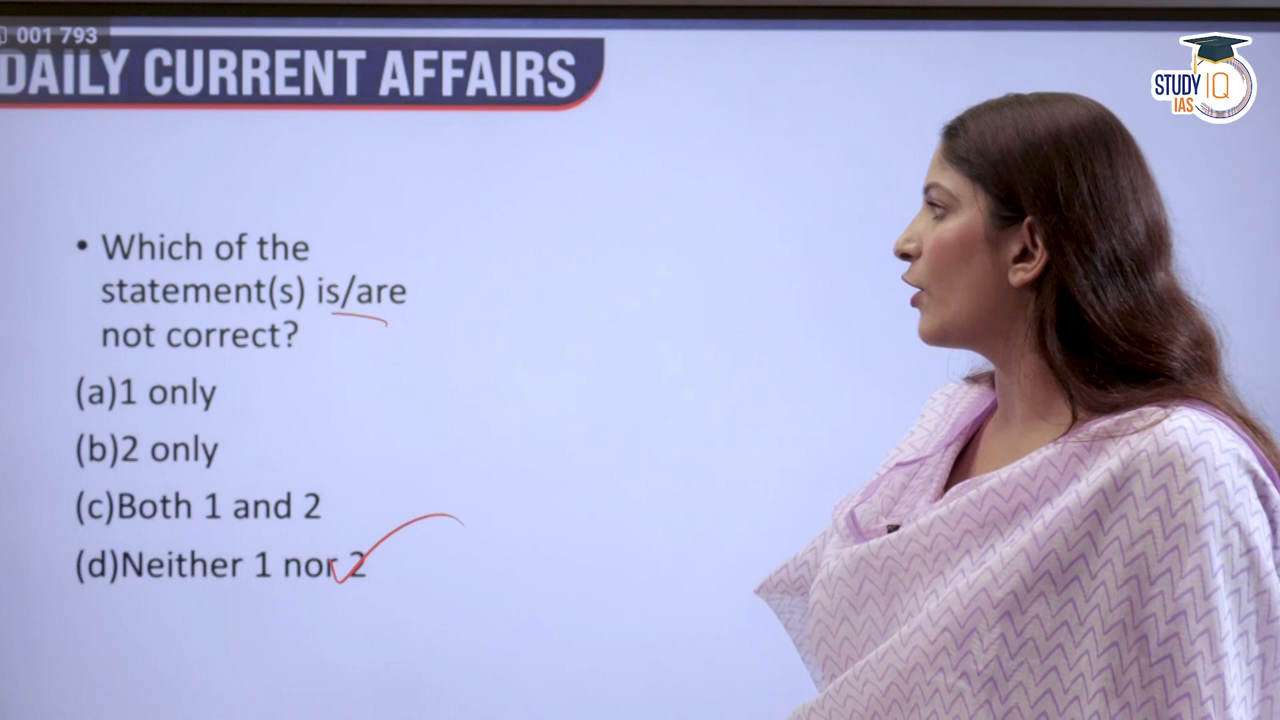 001 793
DAILY CURRENT AFFAIRS
STUDY IQ
IAS
• Which of the
statement(s) is/are
not correct?
(a)1 only
(b)2 only
(c)Both 1 and 2
(d)Neither 1 nor 2